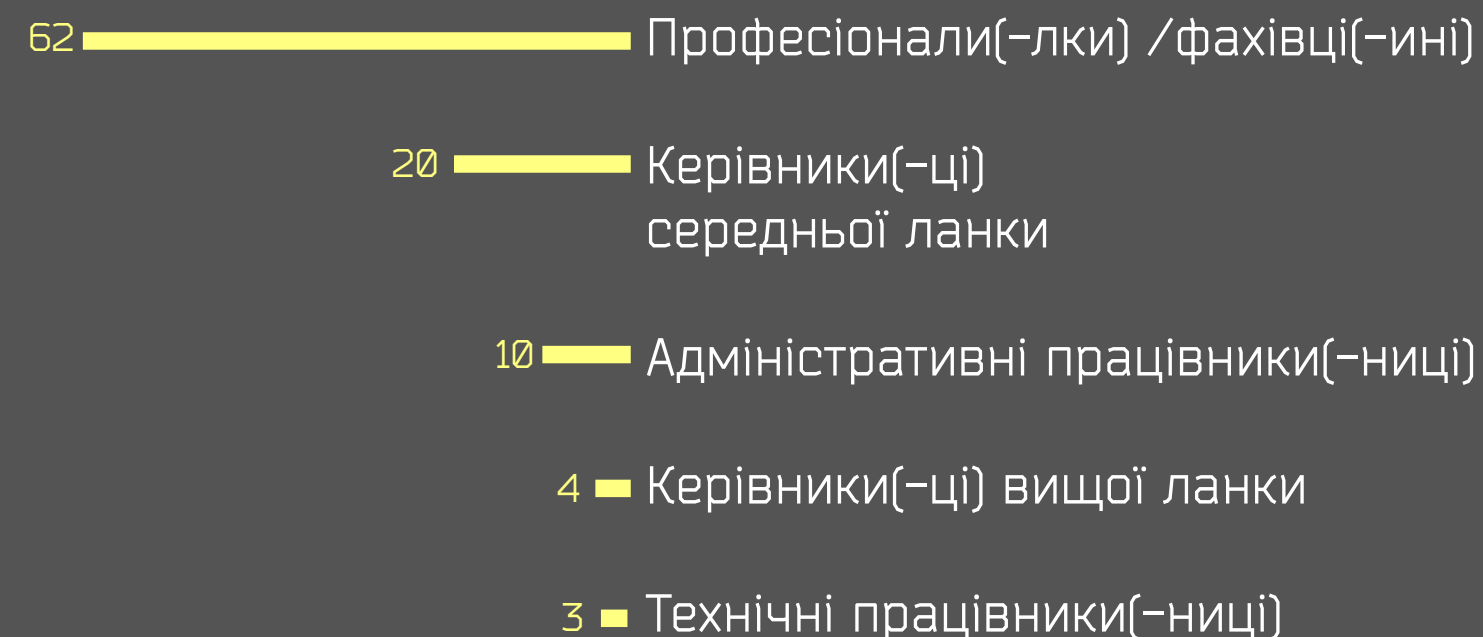 62 Професіонали(-лки) /фахівці(-ині)
20 Керівники(-ці)
середньої ланки
10 Адміністративні працівники(-ниці)
4 Керівники(-ці) вищої ланки
3 Технічні працівники(-ниці)